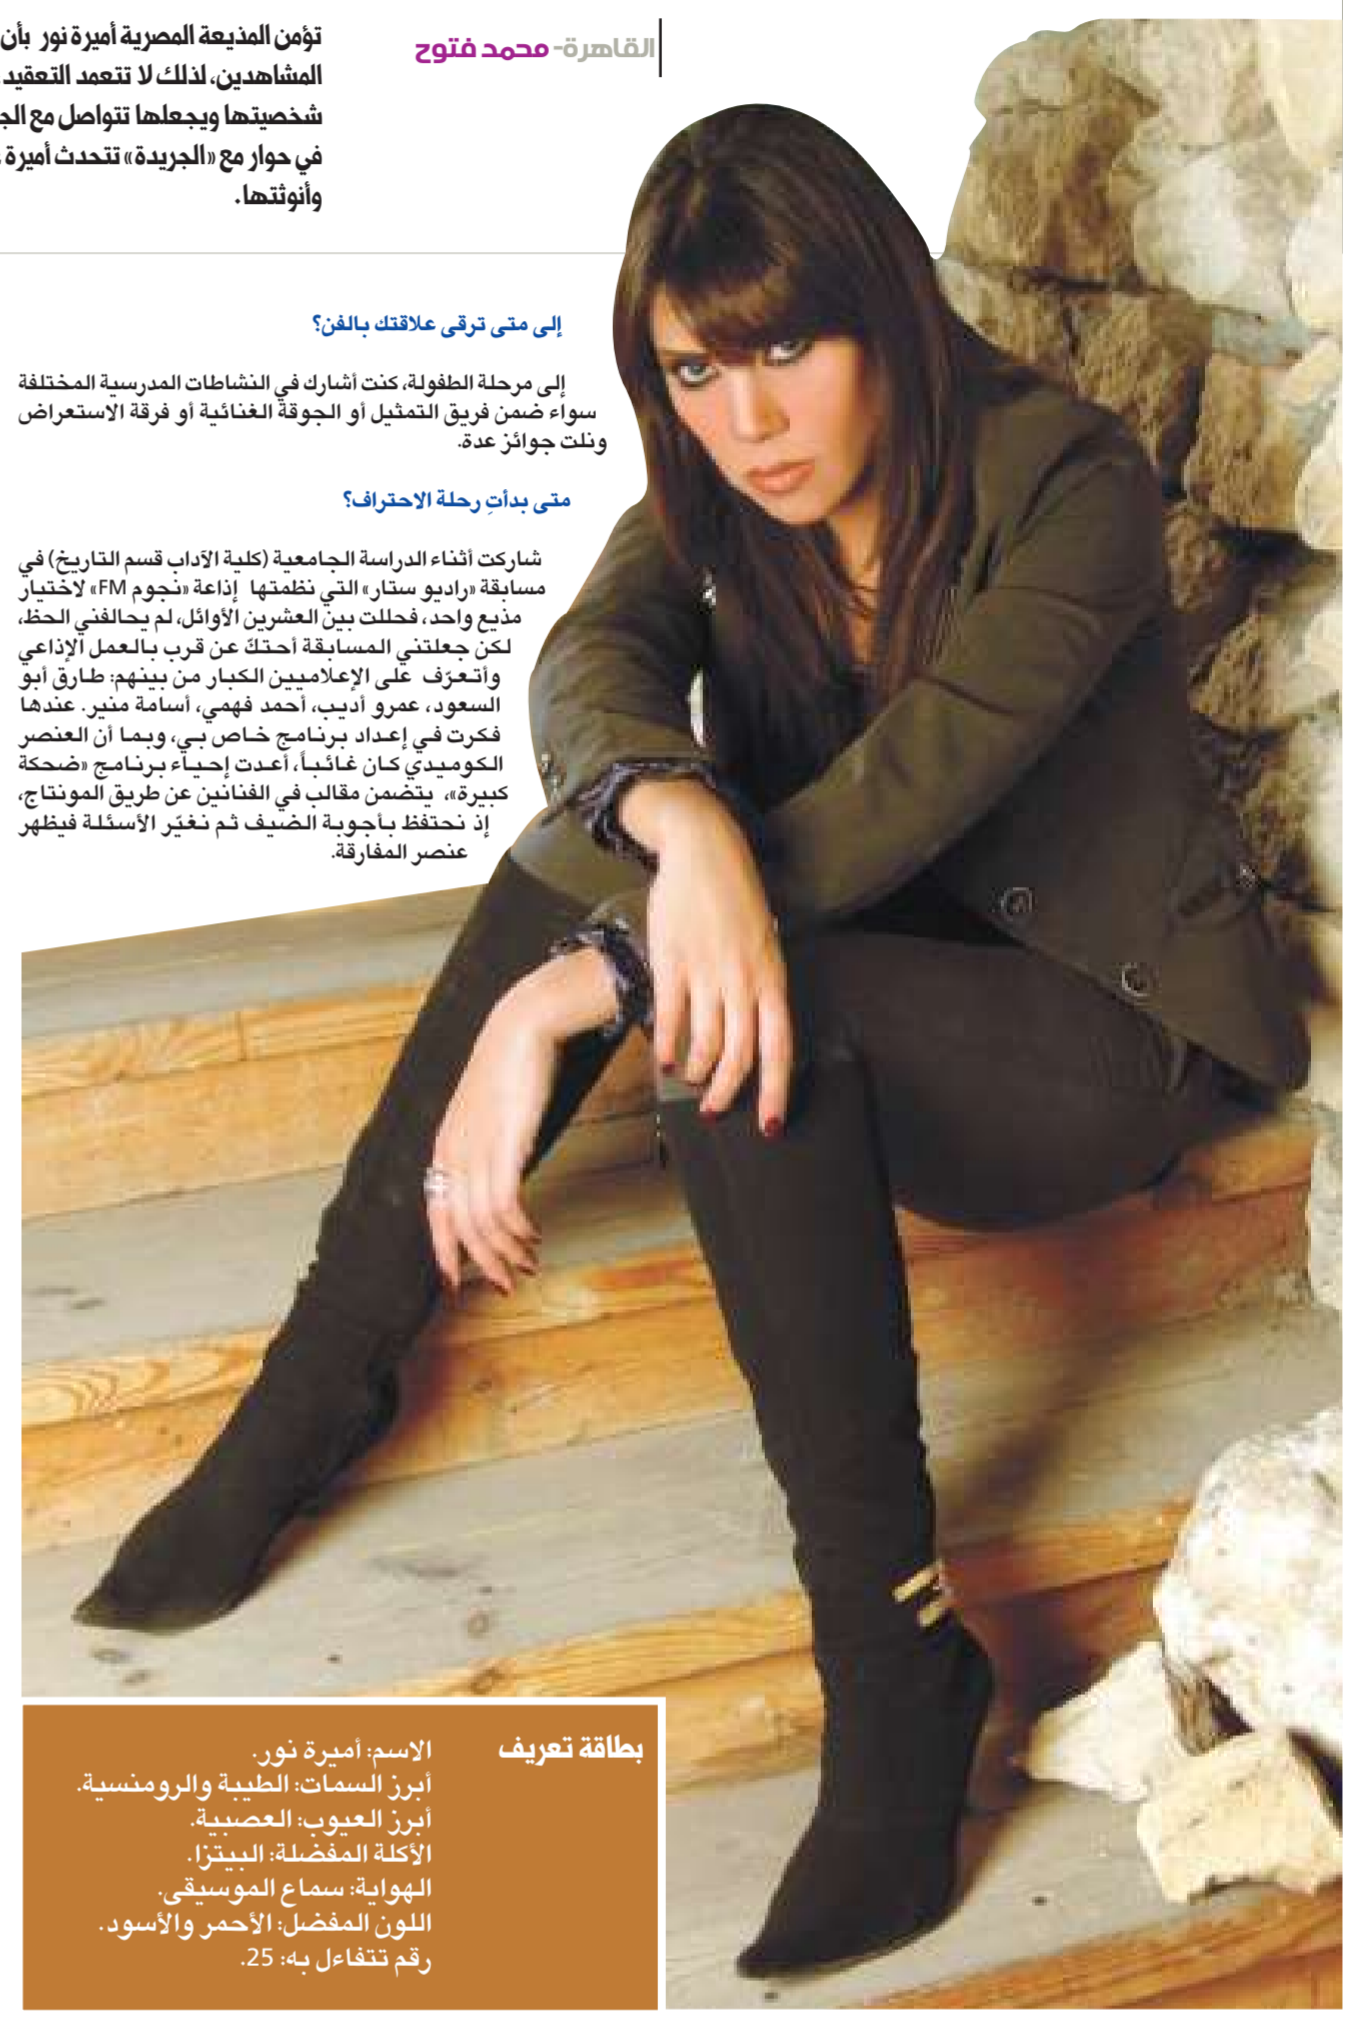 القاهرة- محمد فتوح
تؤمن المذيعة المصرية أميرة نور بأن
المشاهدين، لذلك لا تتعمد التعقيد
شخصيتها ويجعلها تتواصل مع
في حوار مع «الجريدة» تتحدث أميرة
وأنوثتها.
إلى متى ترقى علاقتك بالفن؟
إلى مرحلة الطفولة، كنت أشارك في النشاطات المدرسية المختلفة
سواء ضمن فريق التمثيل أو الجوقة الغنائية أو فرقة الاستعراض
ونلت جوائز عدة.
متى بدأتِ رحلة الاحتراف؟
شاركت أثناء الدراسة الجامعية (كلية الآداب قسم التاريخ) في
مسابقة «راديو ستار» التي نظمتها إذاعة «نجوم FM» لاختيار
مذيع واحد، فحللت بين العشرين الأوائل، لم يحالفني الحظ،
لكن جعلتني المسابقة أحتكّ عن قرب بالعمل الإذاعي
وأتعرّف على الإعلاميين الكبار من بينهم: طارق أبو
السعود، عمرو أديب، أحمد فهمي، أسامة منير. عندها
فكرت في إعداد برنامج خاص بي، وبما أن العنصر
الكوميدي كان غائباً، أعدت إحياء برنامج «ضحكة
كبيرة»، يتضمن مقالب في الفنانين عن طريق المونتاج،
إذ نحتفظ بأجوبة الضيف ثم نغيّر الأسئلة فيظهر
عنصر المفارقة.
بطاقة تعريف
الاسم: أميرة نور.
أبرز السمات: الطيبة والرومنسية.
أبرز العيوب: العصبية.
الأكلة المفضلة: البيتزا.
الهواية: سماع الموسيقى.
اللون المفضل: الأحمر والأسود.
رقم تتفاءل به: 25.